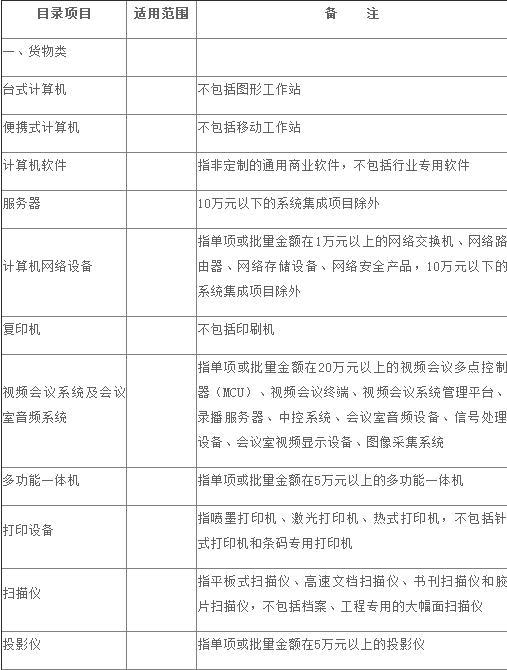 目录项目 适用范围 备 注
一、货物类
台式计算机 不包括图形工作站
便携式计算机 不包括移动工作站
计算机软件 指非定制的通用商业软件，不包括行业专用软件
服务器 10万元以下的系统集成项目除外
计算机网络设备 指单项或批量金额在1万元以上的网络交换机、网络路
由器、网络存储设备、网络安全产品，10万元以下的
系统集成项目除外
复印机 不包括印刷机
视频会议系统及会议
室音频系统
指单项或批量金额在20万元以上的视频会议多点控制
器（MCU）、视频会议终端、视频会议系统管理平台、
录播服务器、中控系统、会议室音频设备、信号处理
设备、会议室视频显示设备、图像采集系统
多功能一体机 指单项或批量金额在5万元以上的多功能一体机
打印设备 指喷墨打印机、激光打印机、热式打印机，不包括针
式打印机和条码专用打印机
扫描仪 指平板式扫描仪、高速文档扫描仪、书刊扫描仪和胶
片扫描仪，不包括档案、工程专用的大幅面扫描仪
投影仪 指单项或批量金额在5万元以上的投影仪